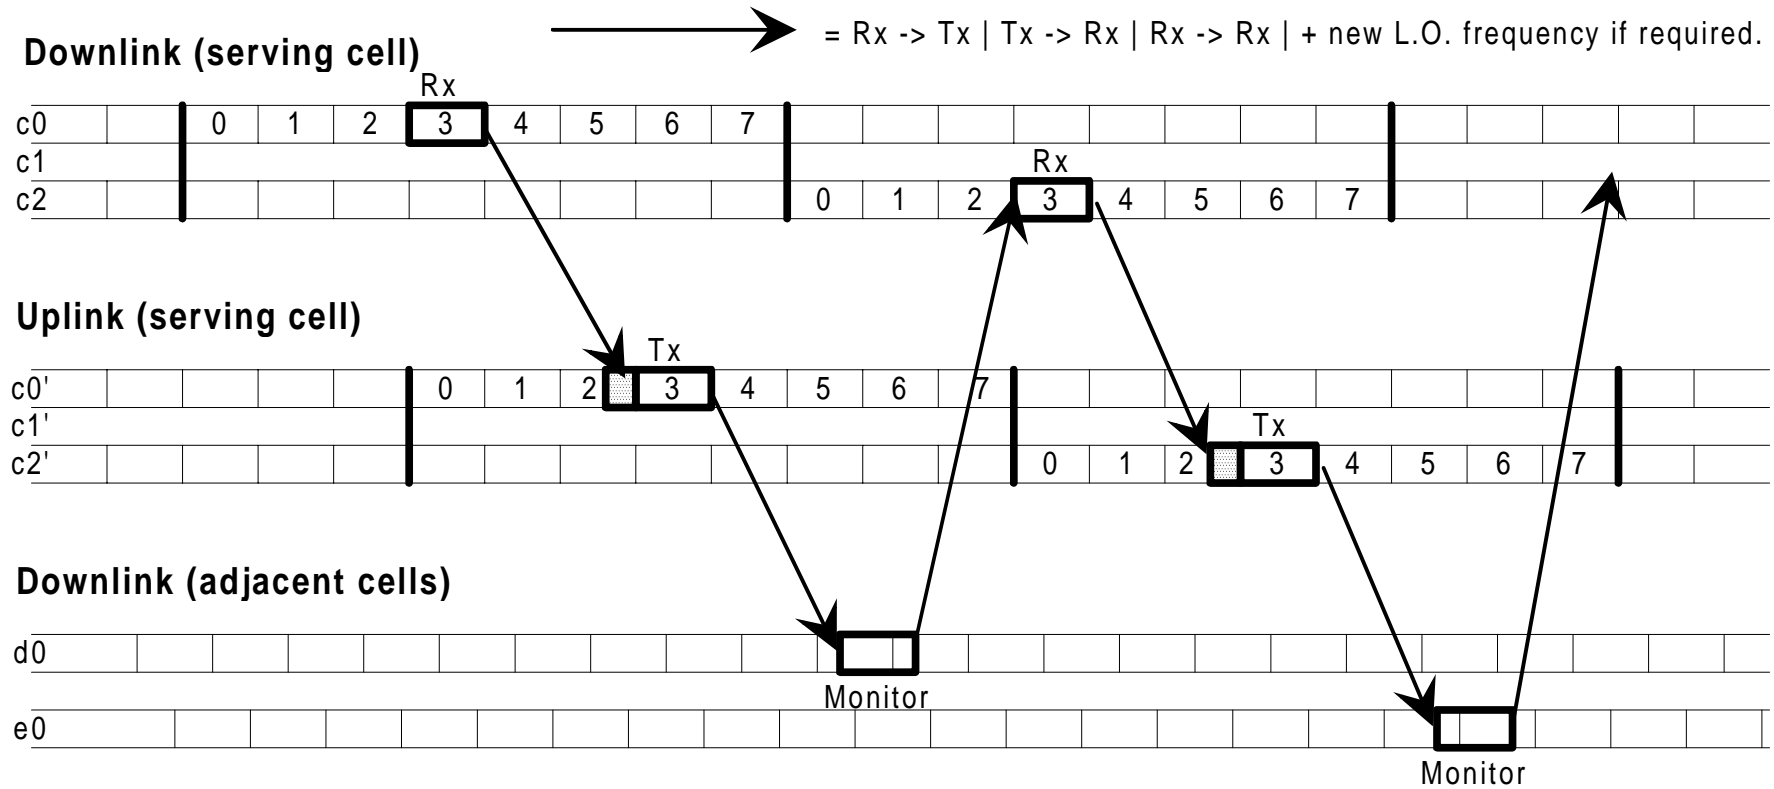 = Rx -> Tx | Tx -> Rx | Rx -> Rx | + new L.O. frequency if required.
Downlink (serving cell)
Rx
c0 0 1 2 3 4 5 6 7
c1 Rx
c2 0 1 2 3 4 5 6 7
Uplink (serving cell)
Tx
c0' 0 1 2 3 4 5 6 7
c1' Tx
c2' 0 1 2 3 4 5 6 7
Downlink (adjacent cells)
d0
Monitor
e0
Monitor